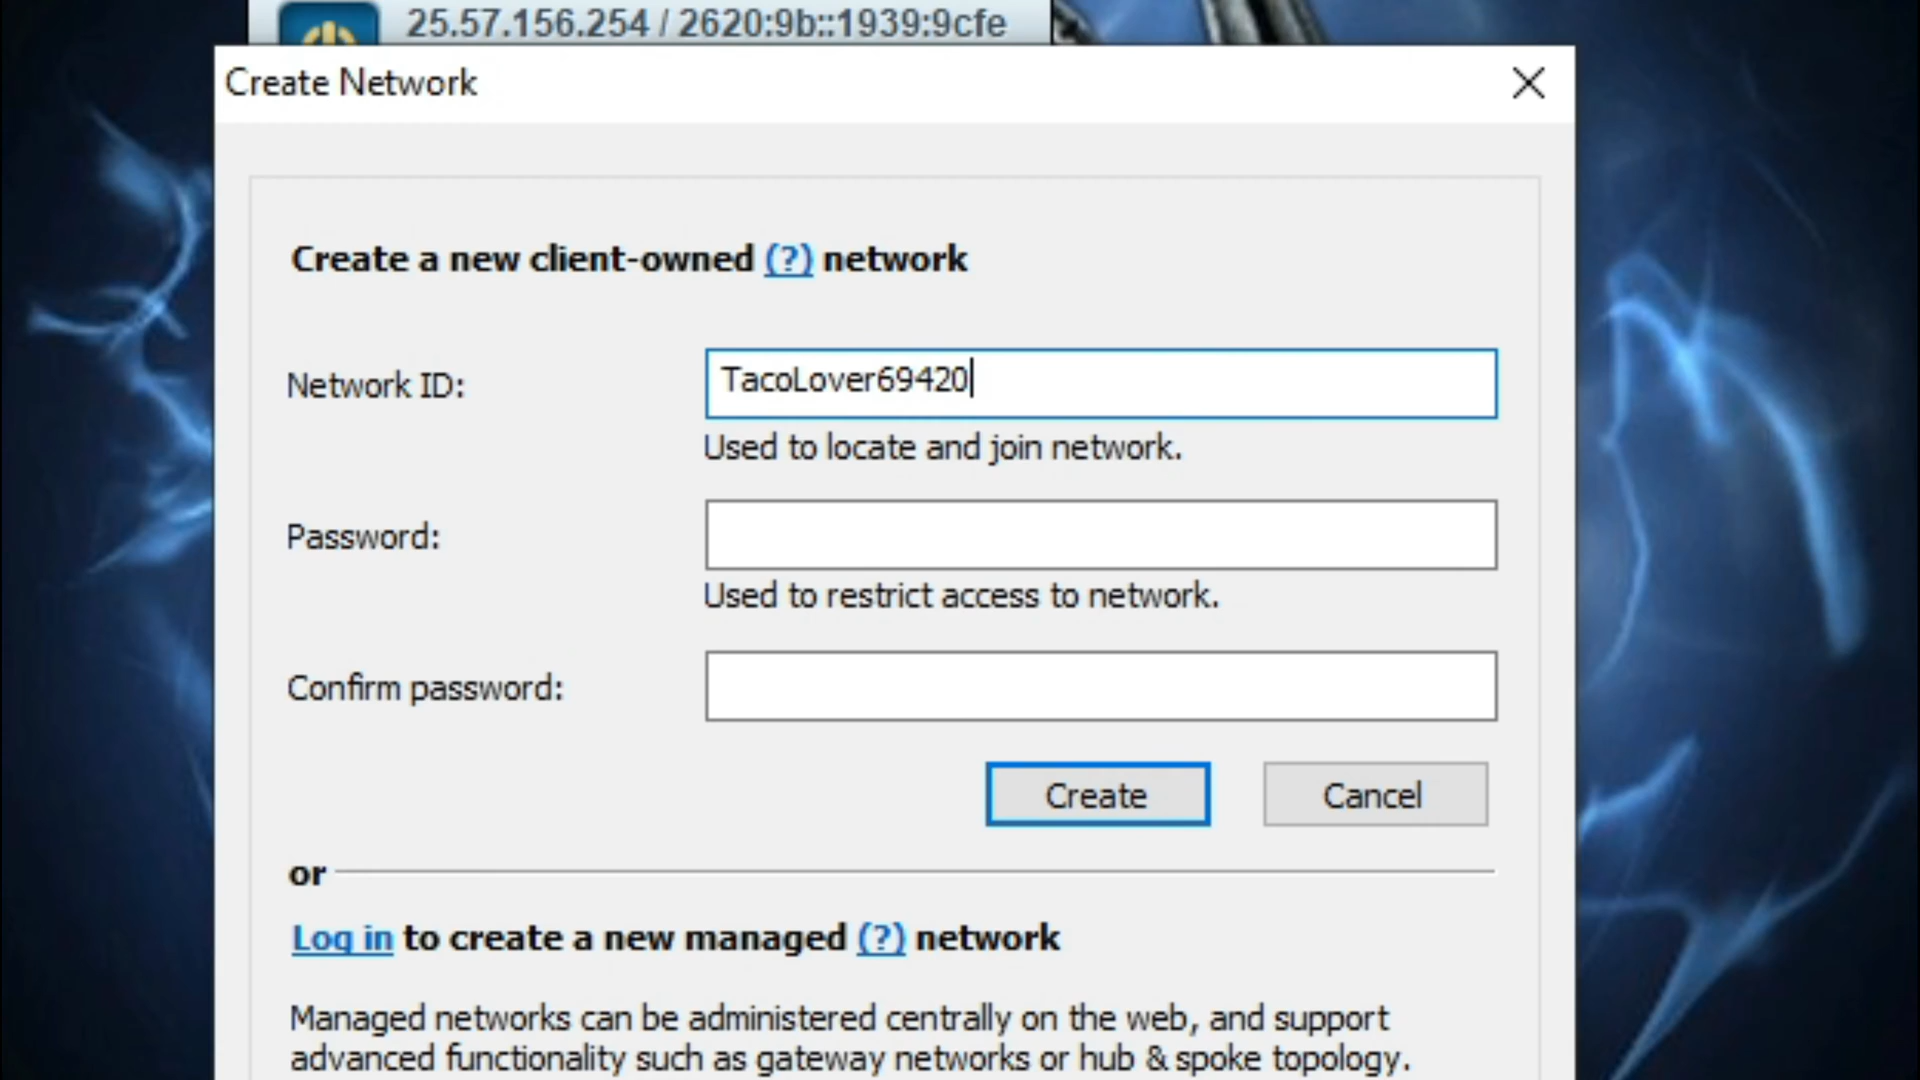 25.57.156.254 / 2620:9b::1939:9cfe
Create Network
Create a new client-owned (?) network
Network ID:
TacoLover69420
Used to locate and join network.
Password:
Used to restrict access to network.
Confirm password:
Create
Cancel
or
Log in to create a new managed (?) network
Managed networks can be administered centrally on the web, and support
advanced functionality such as gateway networks or hub & spoke topology.